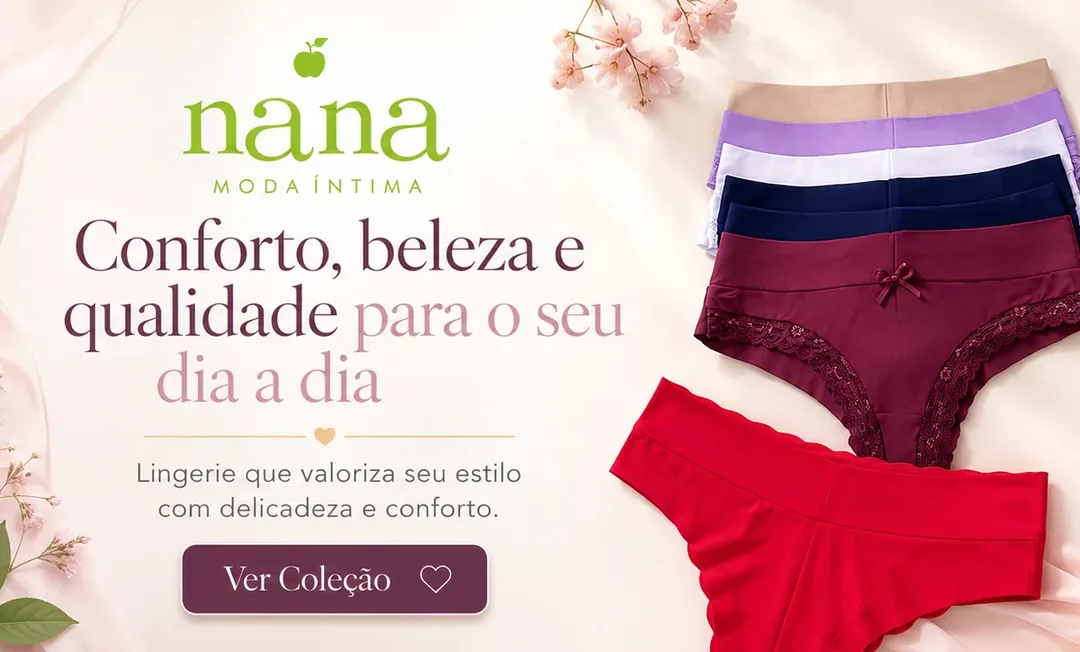 nana
MODA ÍNTIMA
Conforto, beleza e
qualidade para o seu
dia a dia
Lingerie que valoriza seu estilo
com delicadeza e conforto.
Ver Coleção